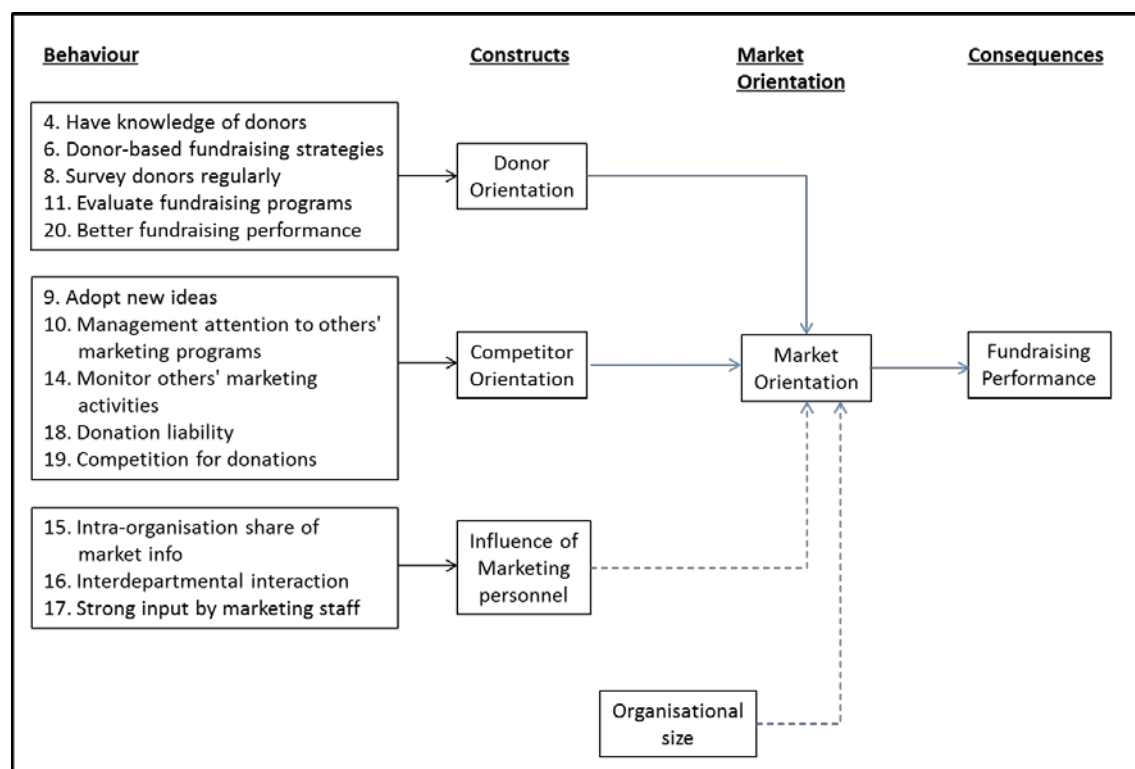 Behaviour
Constructs
Market
Orientation
Consequences
4. Have knowledge of donors
6. Donor-based fundraising strategies
8. Survey donors regularly
11. Evaluate fundraising programs
20. Better fundraising performance
Donor
Orientation
9. Adopt new ideas
10. Management attention to others'
marketing programs
14. Monitor others' marketing
activities
18. Donation liability
19. Competition for donations
Competitor
Orientation
Market
Orientation
Fundraising
Performance
15. Intra-organisation share of
market info
16. Interdepartmental interaction
17. Strong input by marketing staff
Influence of
Marketing
personnel
Organisational
size